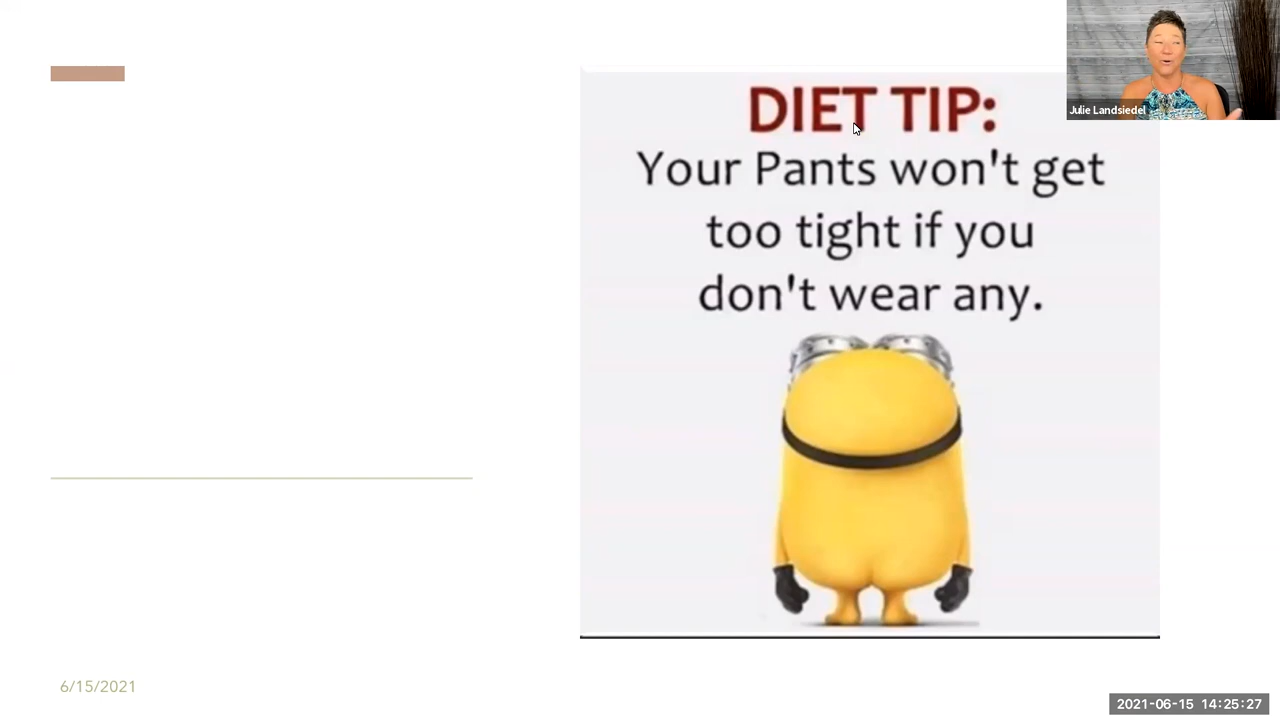 DIET TIP:
Your Pants won't get
too tight if you
don't wear any.
Julie Landsiedel
6/15/2021
2021-06-15 14:25:27